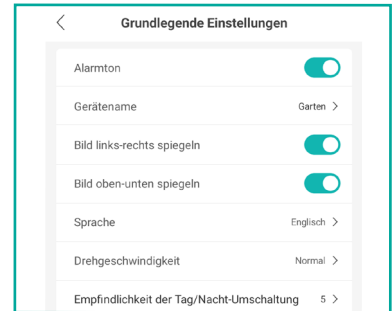 Grundlegende Einstellungen
Alarmton
Gerätename Garten
Bild links-rechts spiegeln
Bild oben-unten spiegeln
Sprache Englisch
Drehgeschwindigkeit Normal
Empfindlichkeit der Tag/Nacht-Umschaltung 5